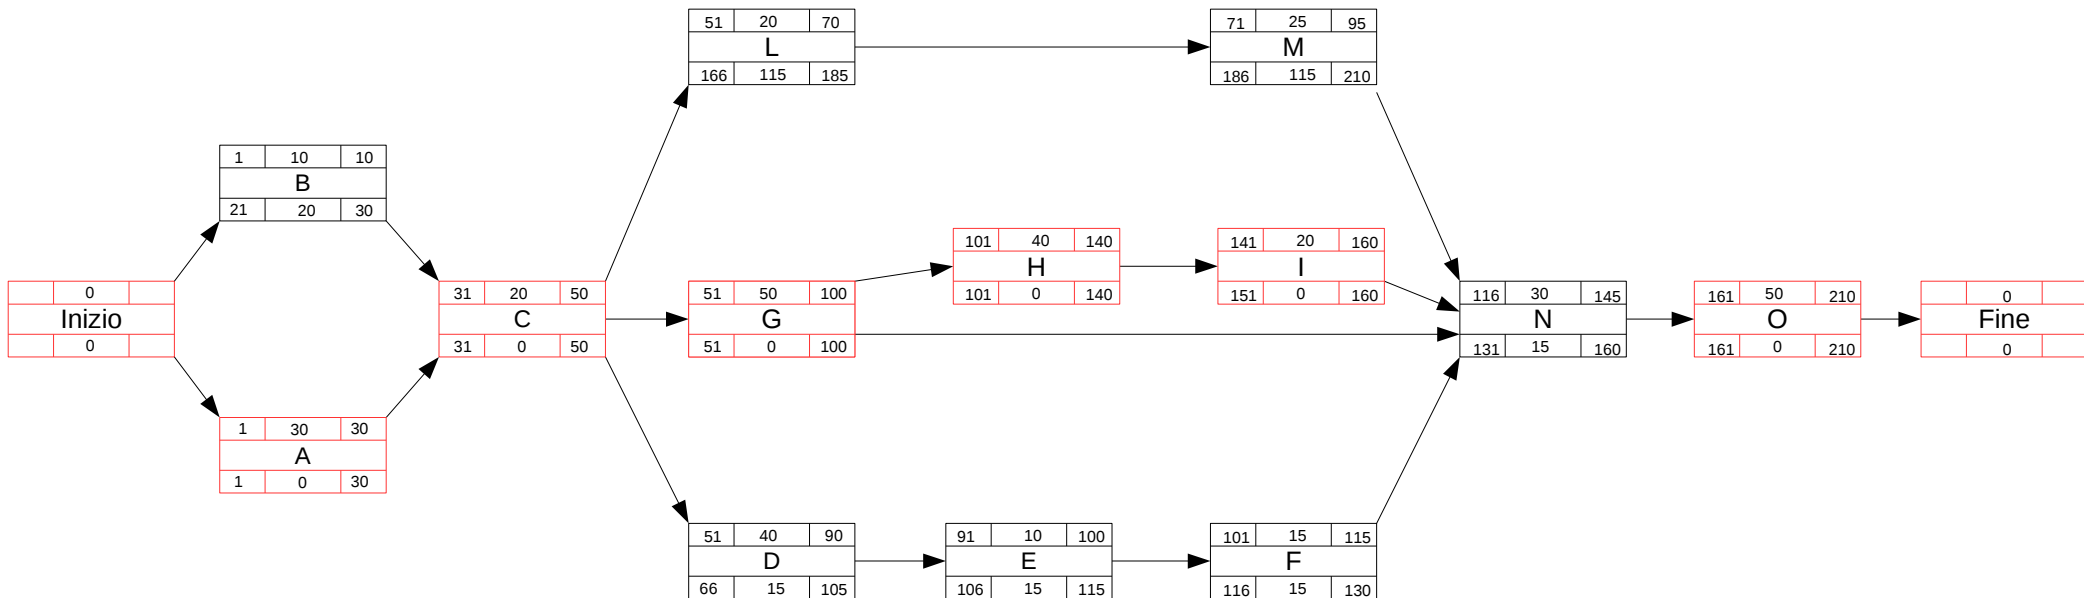 51 20 70
L
166 115 185
71 25 95
M
186 115 210
1 10 10
B
21 20 30
0
Inizio
0
1 30 30
A
1 0 30
31 20 50
C
31 0 50
51 50 100
G
51 0 100
101 40 140
H
101 0 140
141 20 160
I
151 0 160
116 30 145
N
131 15 160
161 50 210
O
161 0 210
0
Fine
0
51 40 90
D
66 15 105
91 10 100
E
106 15 115
101 15 115
F
116 15 130